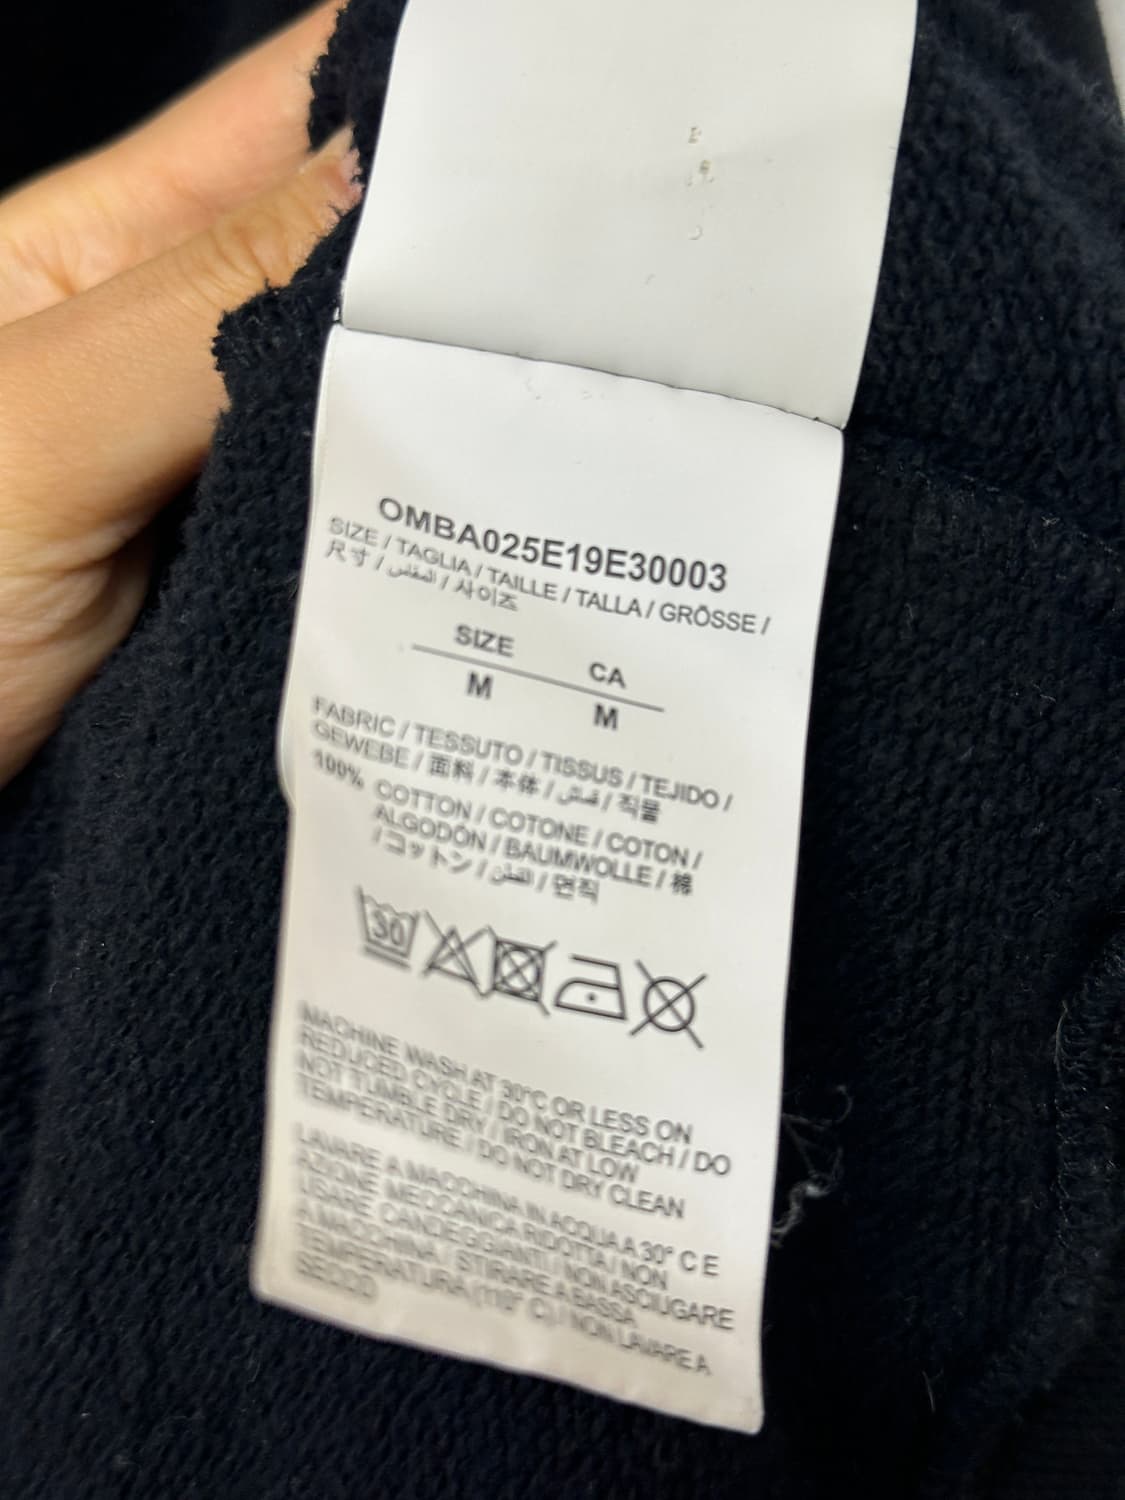 OMBA025E19E30003
SIZE / TAGLIA / TAILLE / TALLA / GRÖSSE /
尺寸 / المقاس / 사이즈
SIZE CA
M M
FABRIC / TESSUTO / TISSUS / TEJIDO /
GEWEBE / 面料 / 本体 / قماش / 직물
100% COTTON / COTONE / COTON /
ALGODÓN / BAUMWOLLE / 棉
/ コットン / القطن / 면직
30
MACHINE WASH AT 30°C OR LESS ON
REDUCED CYCLE / DO NOT BLEACH / DO
NOT TUMBLE DRY / IRON AT LOW
TEMPERATURE / DO NOT DRY CLEAN
LAVARE A MACCHINA IN ACQUA A 30° C E
AZIONE MECCANICA RIDOTTA / NON
USARE CANDEGGIANTI / NON ASCIUGARE
A MACCHINA / STIRARE A BASSA
TEMPERATURA (110° C) / NON LAVARE A
SECCO